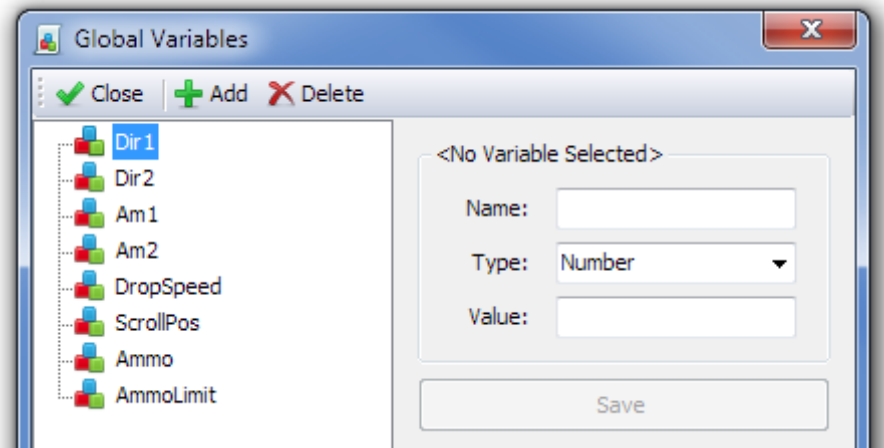 Global Variables
x
Close Add Delete
Dir1
Dir2
Am1
Am2
DropSpeed
ScrollPos
Ammo
AmmoLimit
<No Variable Selected>
Name:
Type: Number
Value:
Save